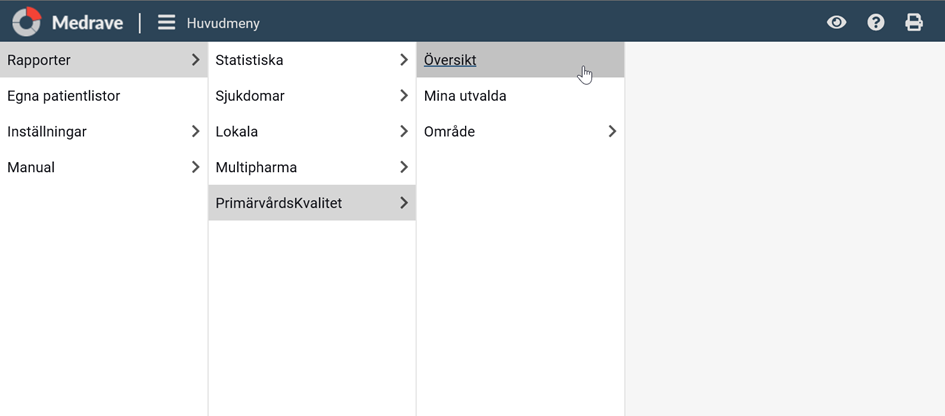 Medrave
Huvudmeny
Rapporter
Egna patientlistor
Inställningar
Manual
Statistiska
Sjukdomar
Lokala
Multipharma
PrimärvårdsKvalitet
Översikt
Mina utvalda
Område